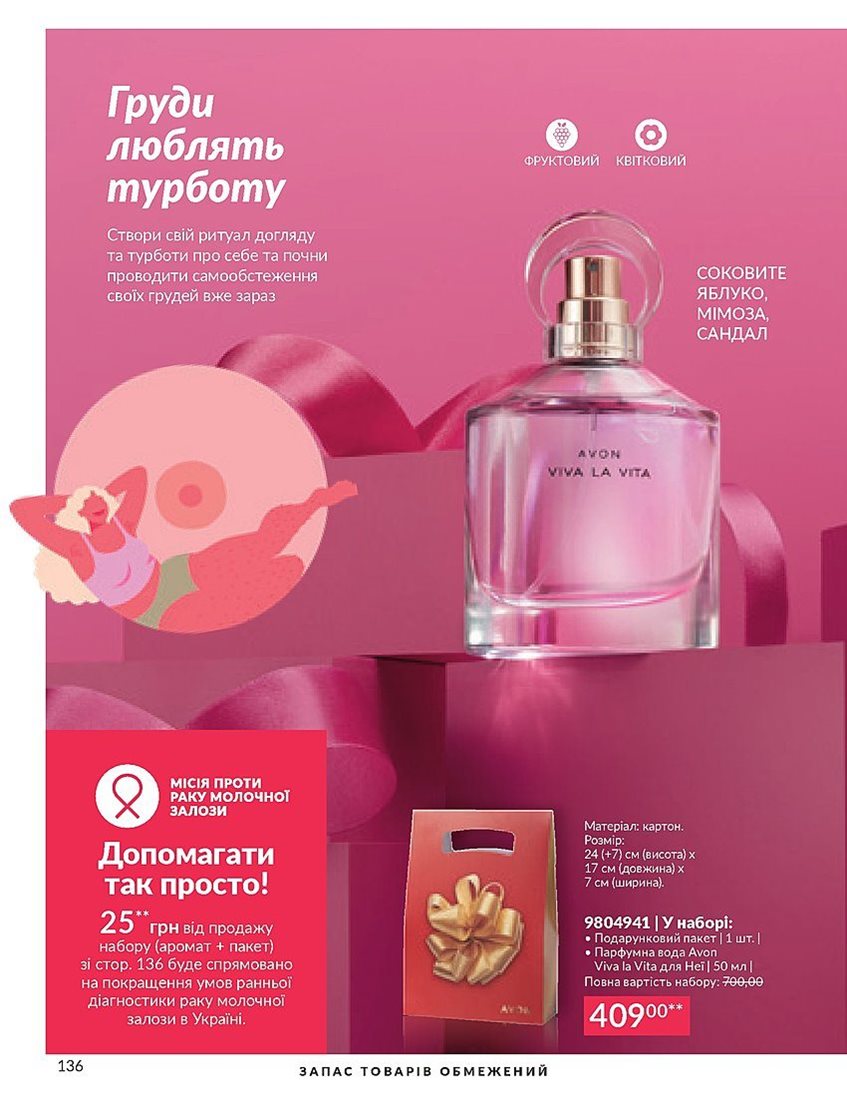 Груди
люблять
турботу
Створи свій ритуал догляду
та турботи про себе та почни
проводити самообстеження
своїх грудей вже зараз
ФРУКТОВИЙ
КВІТКОВИЙ
СОКОВИТЕ
ЯБЛУКО,
МІМОЗА,
САНДАЛ
AVON
VIVA LA VITA
МІСІЯ ПРОТИ
РАКУ МОЛОЧНОЇ
ЗАЛОЗИ
Допомагати
так просто!
25** грн від продажу
набору (аромат + пакет)
зі стор. 136 буде спрямовано
на покращення умов ранньої
діагностики раку молочної
залози в Україні.
AVON
Матеріал: картон.
Розмір:
24 (+7) см (висота) х
17 см (довжина) х
7 см (ширина).
9804941 | У наборі:
• Подарунковий пакет | 1 шт. |
• Парфумна вода Avon
Viva la Vita для Неї | 50 мл |
Повна вартість набору: 700,00
40900**
136
ЗАПАС ТОВАРІВ ОБМЕЖЕНИЙ